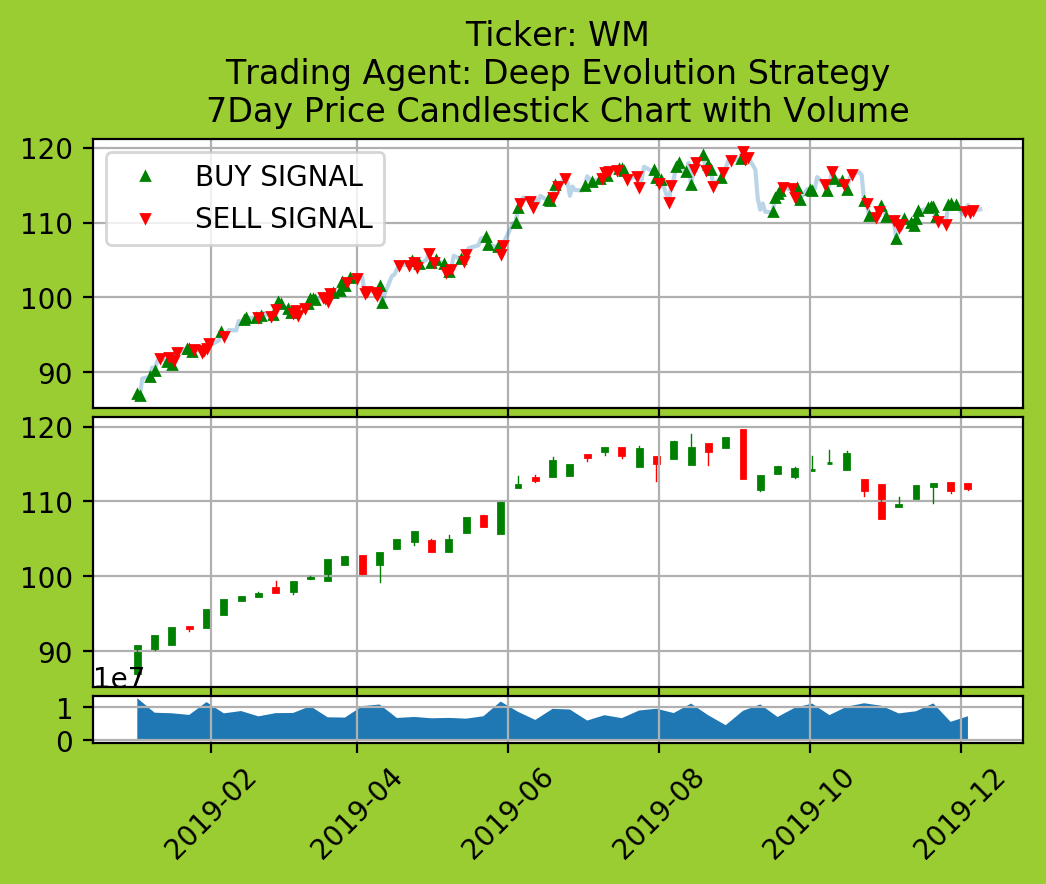 Ticker: WM
Trading Agent: Deep Evolution Strategy
7Day Price Candlestick Chart with Volume
120
110
100
90
BUY SIGNAL
SELL SIGNAL
120
110
100
90
1e7
1
0
2019-02
2019-04
2019-06
2019-08
2019-10
2019-12